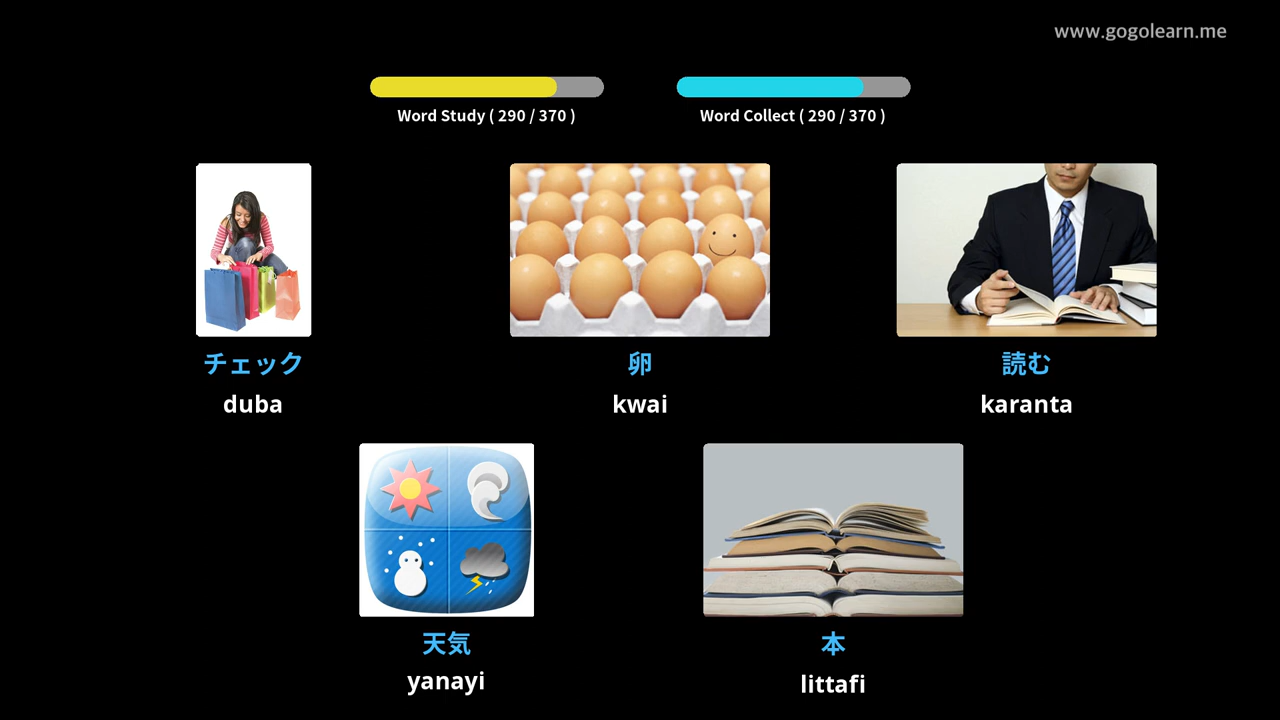 www.gogolearn.me
Word Study ( 290 / 370 )
Word Collect ( 290 / 370 )
チェック
duba
卵
kwai
読む
karanta
天気
yanayi
本
littafi